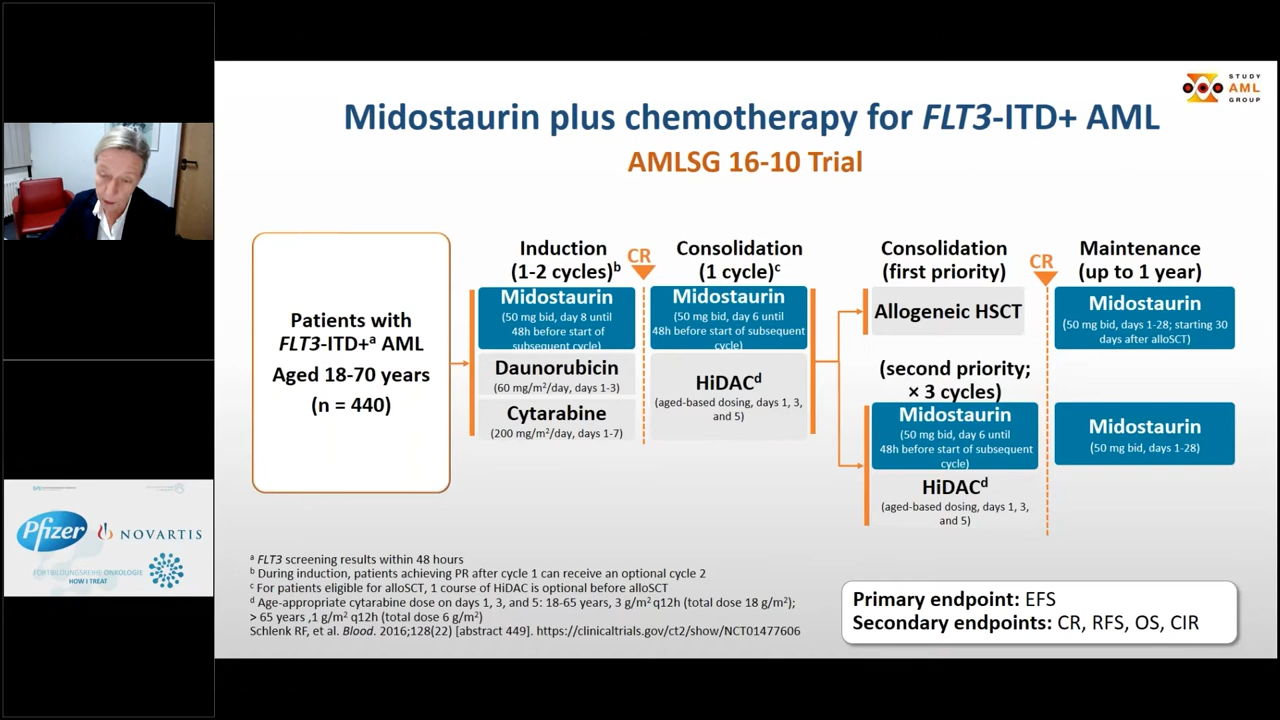 STUDY
AML
GROUP
Midostaurin plus chemotherapy for FLT3-ITD+ AML
AMLSG 16-10 Trial
Patients with
FLT3-ITD+ᵃ AML
Aged 18-70 years
(n = 440)
Induction
(1-2 cycles)ᵇ
CR
Midostaurin
(50 mg bid, day 8 until
48h before start of
subsequent cycle)
Daunorubicin
(60 mg/m²/day, days 1-3)
Cytarabine
(200 mg/m²/day, days 1-7)
Consolidation
(1 cycle)ᶜ
Midostaurin
(50 mg bid, day 6 until
48h before start of subsequent
cycle)
HiDACᵈ
(aged-based dosing, days 1, 3,
and 5)
Consolidation
(first priority)
Allogeneic HSCT
(second priority;
× 3 cycles)
Midostaurin
(50 mg bid, day 6 until
48h before start of subsequent
cycle)
HiDACᵈ
(aged-based dosing, days 1, 3,
and 5)
CR
Maintenance
(up to 1 year)
Midostaurin
(50 mg bid, days 1-28; starting 30
days after alloSCT)
Midostaurin
(50 mg bid, days 1-28)
ᵃ FLT3 screening results within 48 hours
ᵇ During induction, patients achieving PR after cycle 1 can receive an optional cycle 2
ᶜ For patients eligible for alloSCT, 1 course of HiDAC is optional before alloSCT
ᵈ Age-appropriate cytarabine dose on days 1, 3, and 5: 18-65 years, 3 g/m² q12h (total dose 18 g/m²);
> 65 years ,1 g/m² q12h (total dose 6 g/m²)
Schlenk RF, et al. Blood. 2016;128(22) [abstract 449]. https://clinicaltrials.gov/ct2/show/NCT01477606
Primary endpoint: EFS
Secondary endpoints: CR, RFS, OS, CIR
Pfizer
NOVARTIS
FORTBILDUNGSREIHE ONKOLOGIE
HOW I TREAT